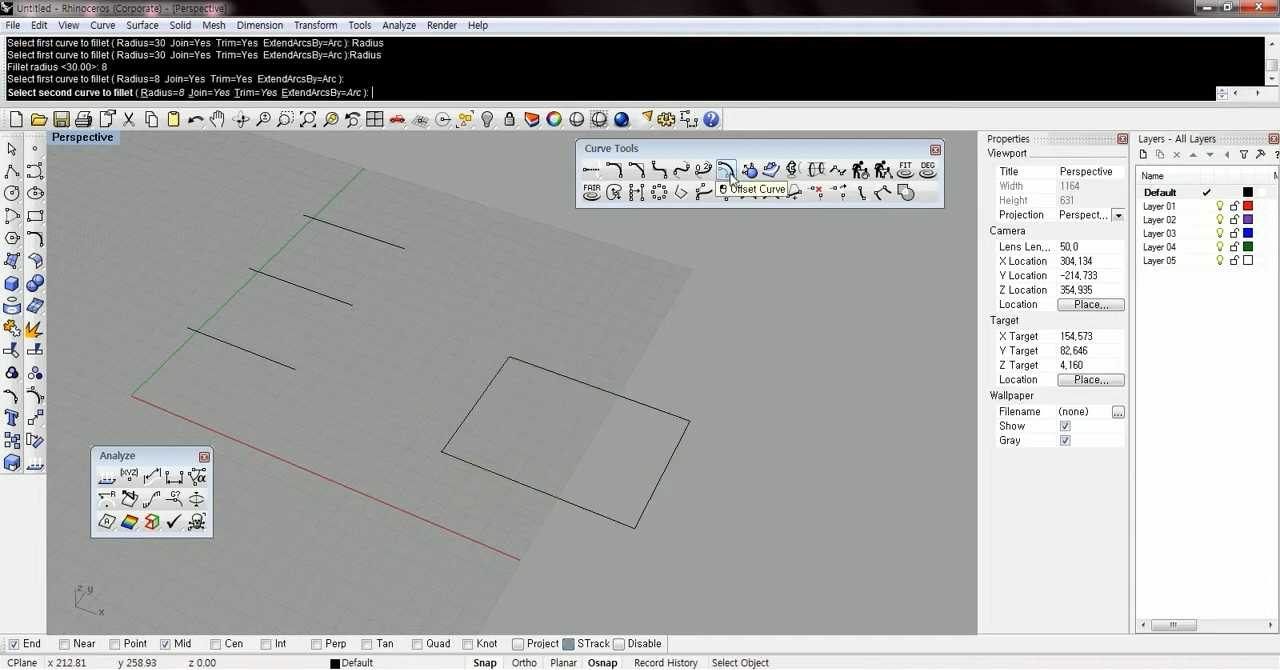 Untitled - Rhinoceros (Corporate) - [Perspective]
File Edit View Curve Surface Solid Mesh Dimension Transform Tools Analyze Render Help
Select first curve to fillet ( Radius=30 Join=Yes Trim=Yes ExtendArcsBy=Arc ): Radius
Select first curve to fillet ( Radius=30 Join=Yes Trim=Yes ExtendArcsBy=Arc ):Radius
Fillet radius <30.00>: 8
Select first curve to fillet ( Radius=8 Join=Yes Trim=Yes ExtendArcsBy=Arc ):
Select second curve to fillet ( Radius=8 Join=Yes Trim=Yes ExtendArcsBy=Arc ):
Perspective
Curve Tools
FIT DEG
FAIR
Offset Curve
Analyze
[XYZ]
z y
x
Properties
Viewport
Title Perspective
Width 1164
Height 631
Projection Perspect...
Camera
Lens Len... 50,0
X Location 304,134
Y Location -214,733
Z Location 354,935
Location Place...
Target
X Target 154,573
Y Target 82,646
Z Target 4,160
Location Place...
Wallpaper
Filename (none) ...
Show
Gray
Layers - All Layers
Name
Default
Layer 01
Layer 02
Layer 03
Layer 04
Layer 05
End Near Point Mid Cen Int Perp Tan Quad Knot Project STrack Disable
CPlane x 212.81 y 258.93 z 0.00 Default Snap Ortho Planar Osnap Record History Select Object